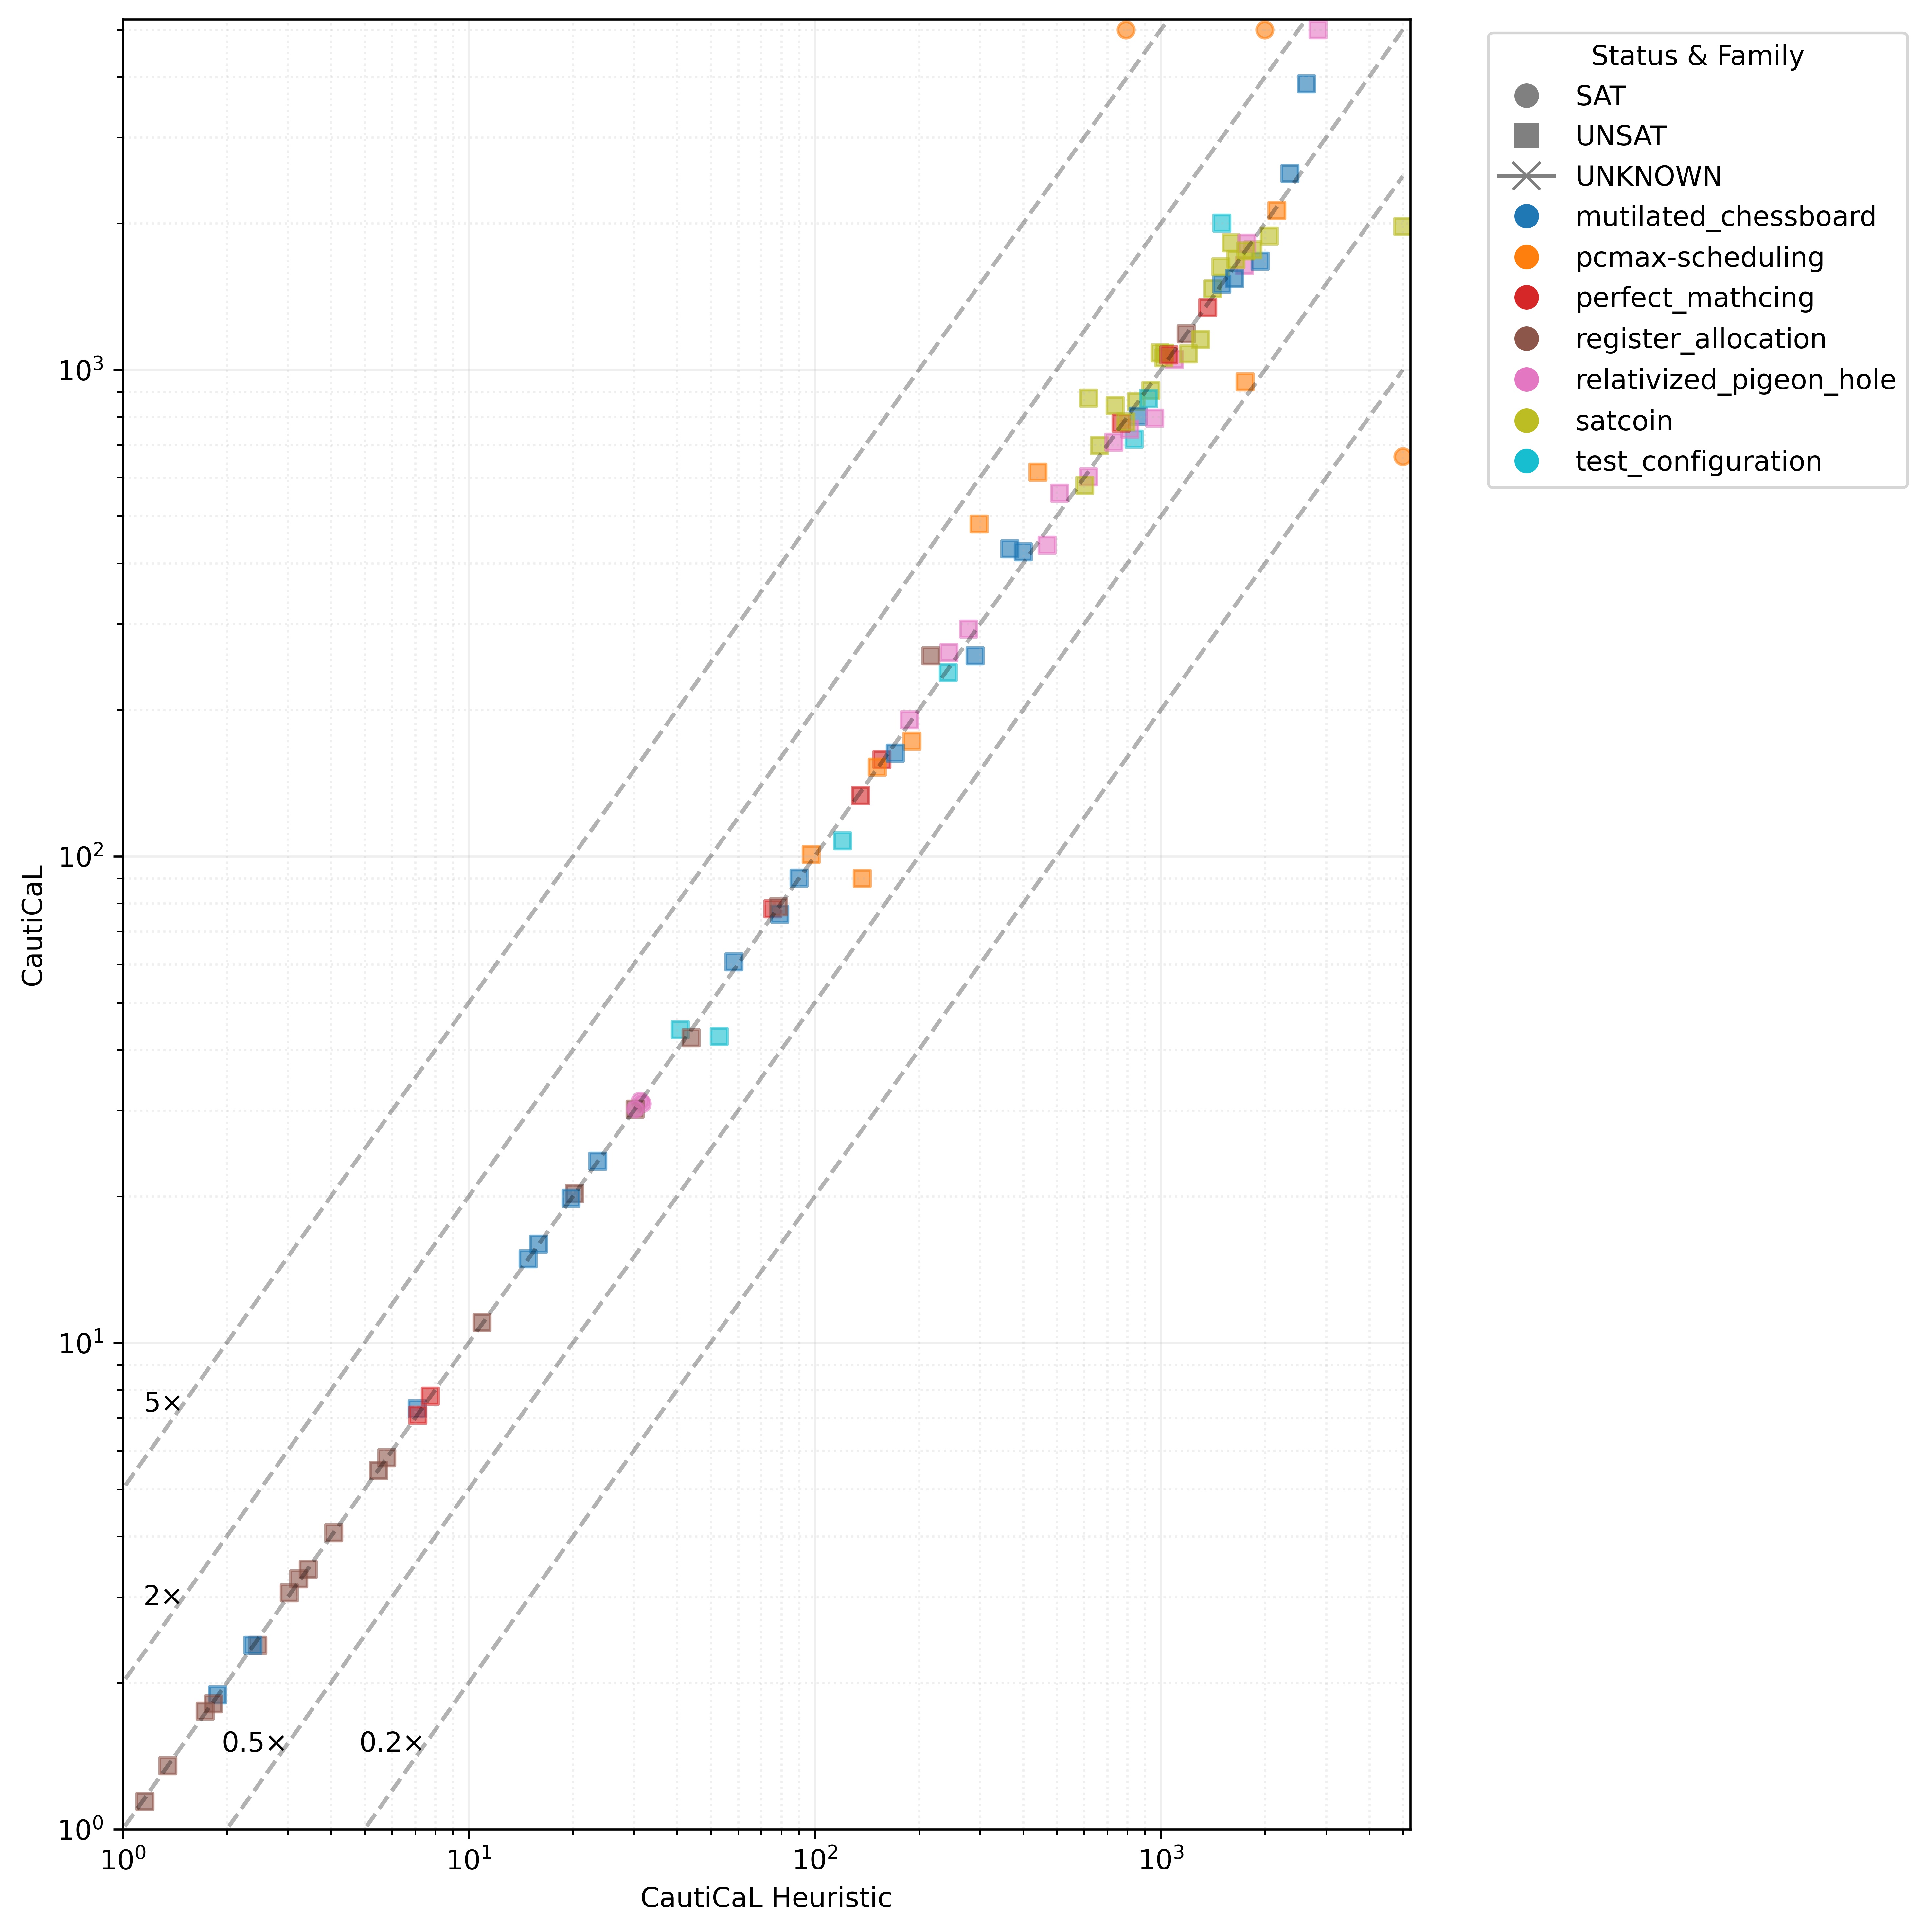 Status & Family
SAT
UNSAT
UNKNOWN
mutilated_chessboard
pcmax-scheduling
perfect_mathcing
register_allocation
relativized_pigeon_hole
satcoin
test_configuration
CautiCaL
10³
10²
10¹
10⁰
5×
2×
0.5×
0.2×
10⁰
10¹
10²
10³
CautiCaL Heuristic